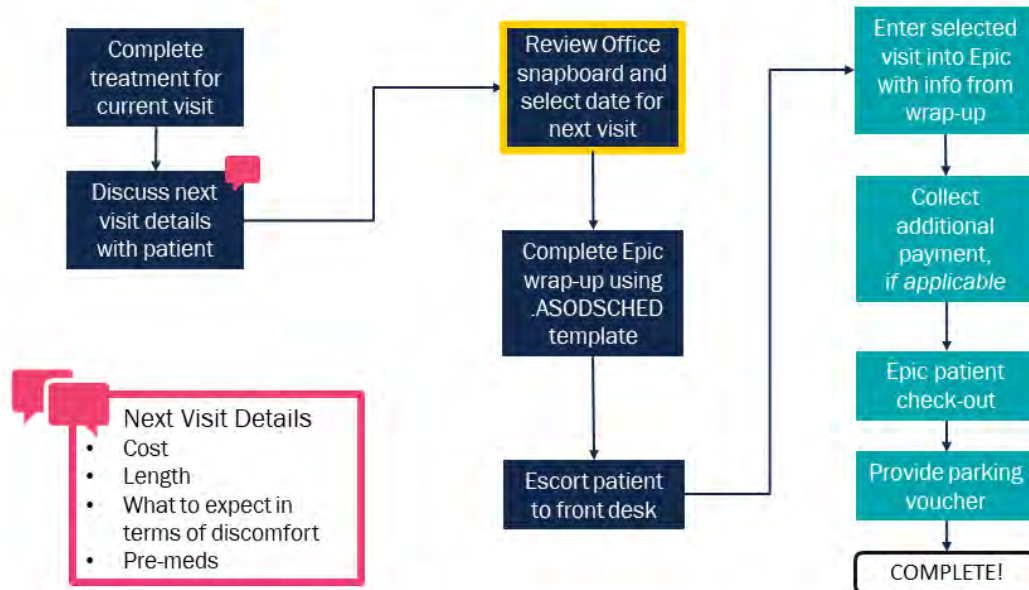 Complete
treatment for
current visit
Discuss next
visit details
with patient
Next Visit Details
• Cost
• Length
• What to expect in
terms of discomfort
• Pre-meds
Review Office
snapboard and
select date for
next visit
Complete Epic
wrap-up using
.ASODSCHED
template
Escort patient
to front desk
Enter selected
visit into Epic
with info from
wrap-up
Collect
additional
payment,
if applicable
Epic patient
check-out
Provide parking
voucher
COMPLETE!